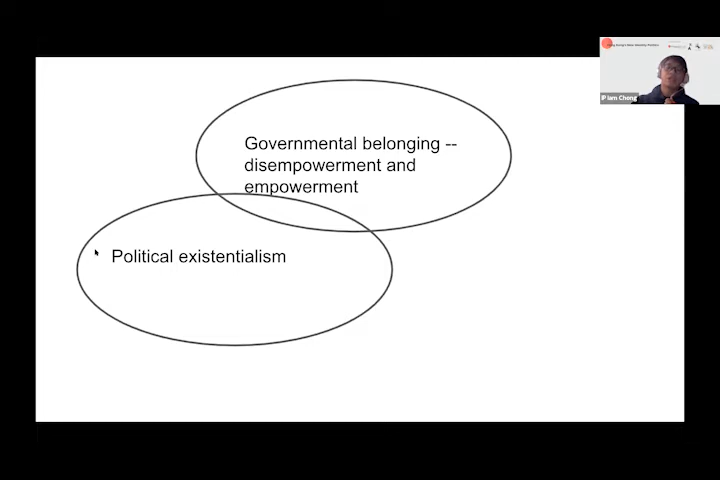 Governmental belonging --
disempowerment and
empowerment
Political existentialism
IP Iam Chong